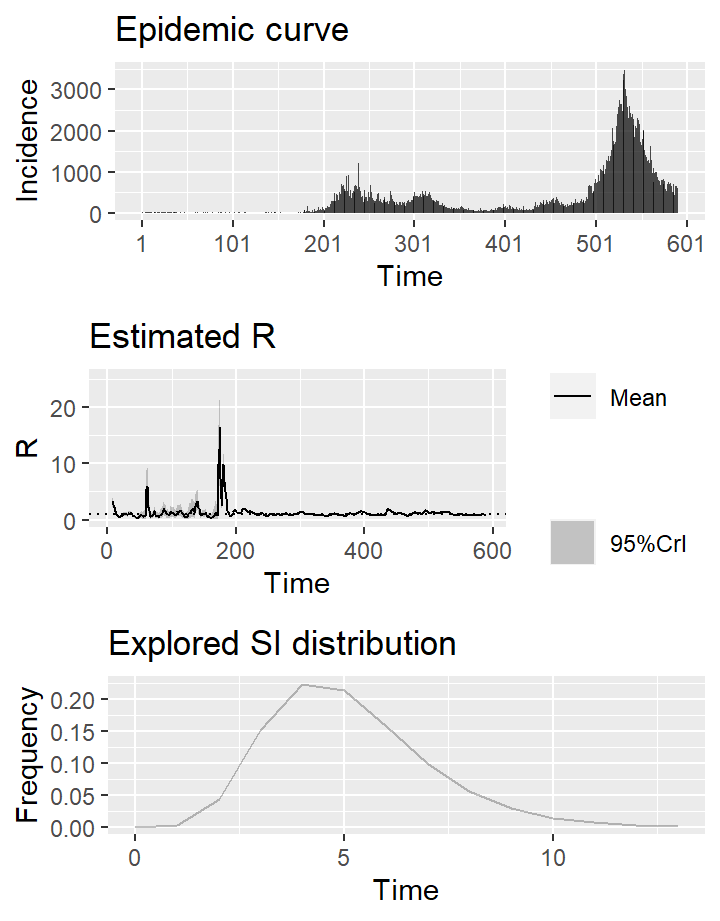 Epidemic curve
Incidence
3000
2000
1000
0
1 101 201 301 401 501 601
Time
Estimated R
R
20
10
0
0 200 400 600
Time
Mean
95%CrI
Explored SI distribution
Frequency
0.20
0.15
0.10
0.05
0.00
0 5 10
Time